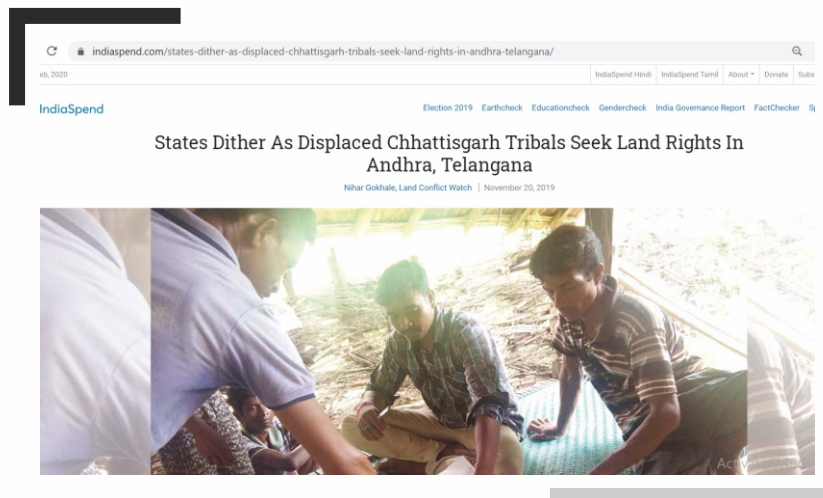 indiaspend.com/states-dither-as-displaced-chhattisgarh-tribals-seek-land-rights-in-andhra-telangana/
eb, 2020 IndiaSpend Hindi IndiaSpend Tamil About Donate Subs
IndiaSpend Election 2019 Earthcheck Educationcheck Gendercheck India Governance Report FactChecker Sp
States Dither As Displaced Chhattisgarh Tribals Seek Land Rights In
Andhra, Telangana
Nihar Gokhale, Land Conflict Watch | November 20, 2019